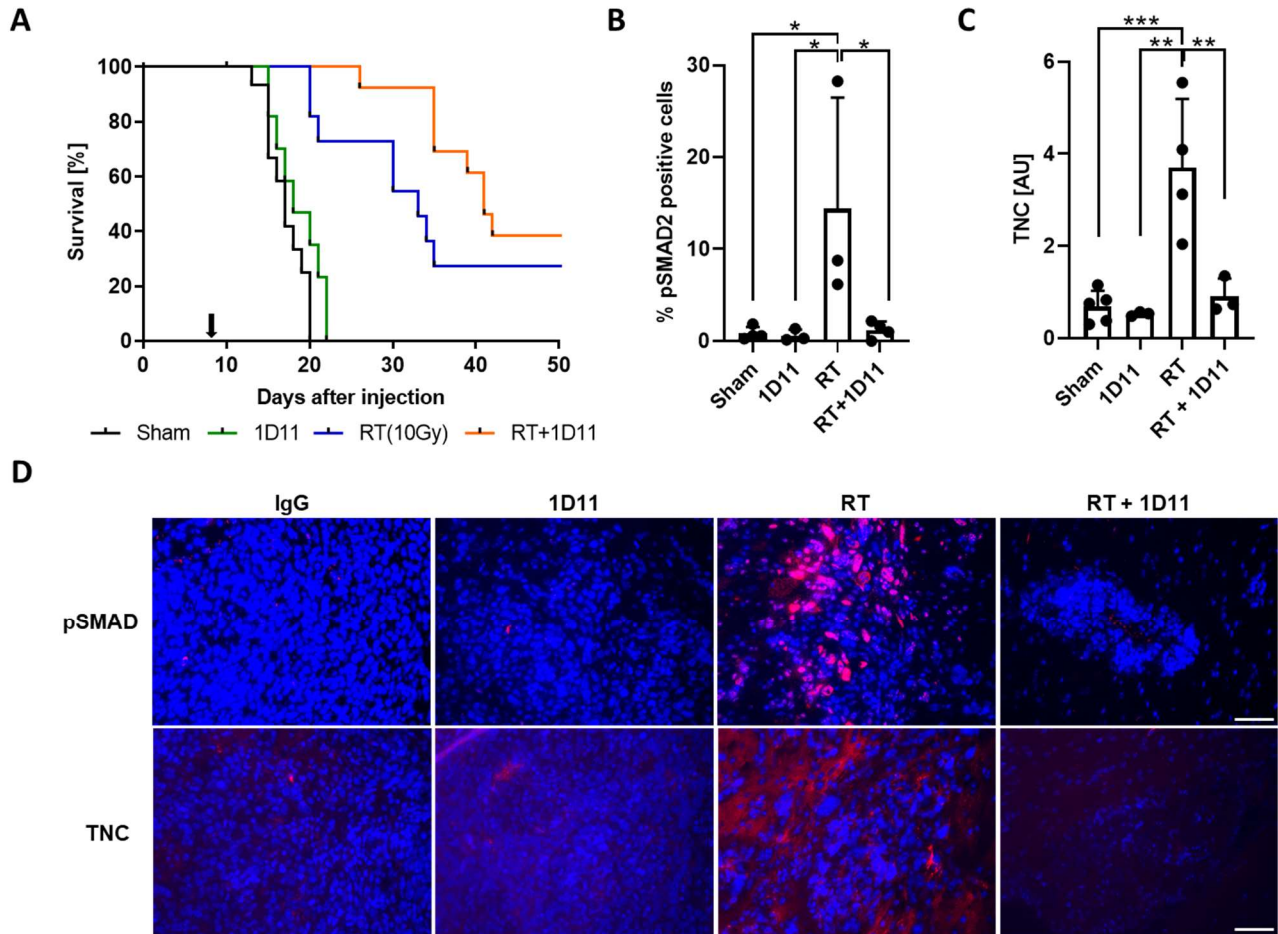 A
Survival [%]
100
80
60
40
20
0
0 10 20 30 40 50
Days after injection
Sham 1D11 RT(10Gy) RT+1D11
B
% pSMAD2 positive cells
30
20
10
0
*
* *
Sham 1D11 RT RT+1D11
C
TNC [AU]
6
4
2
0
***
** **
Sham 1D11 RT RT + 1D11
D
IgG 1D11 RT RT + 1D11
pSMAD
TNC